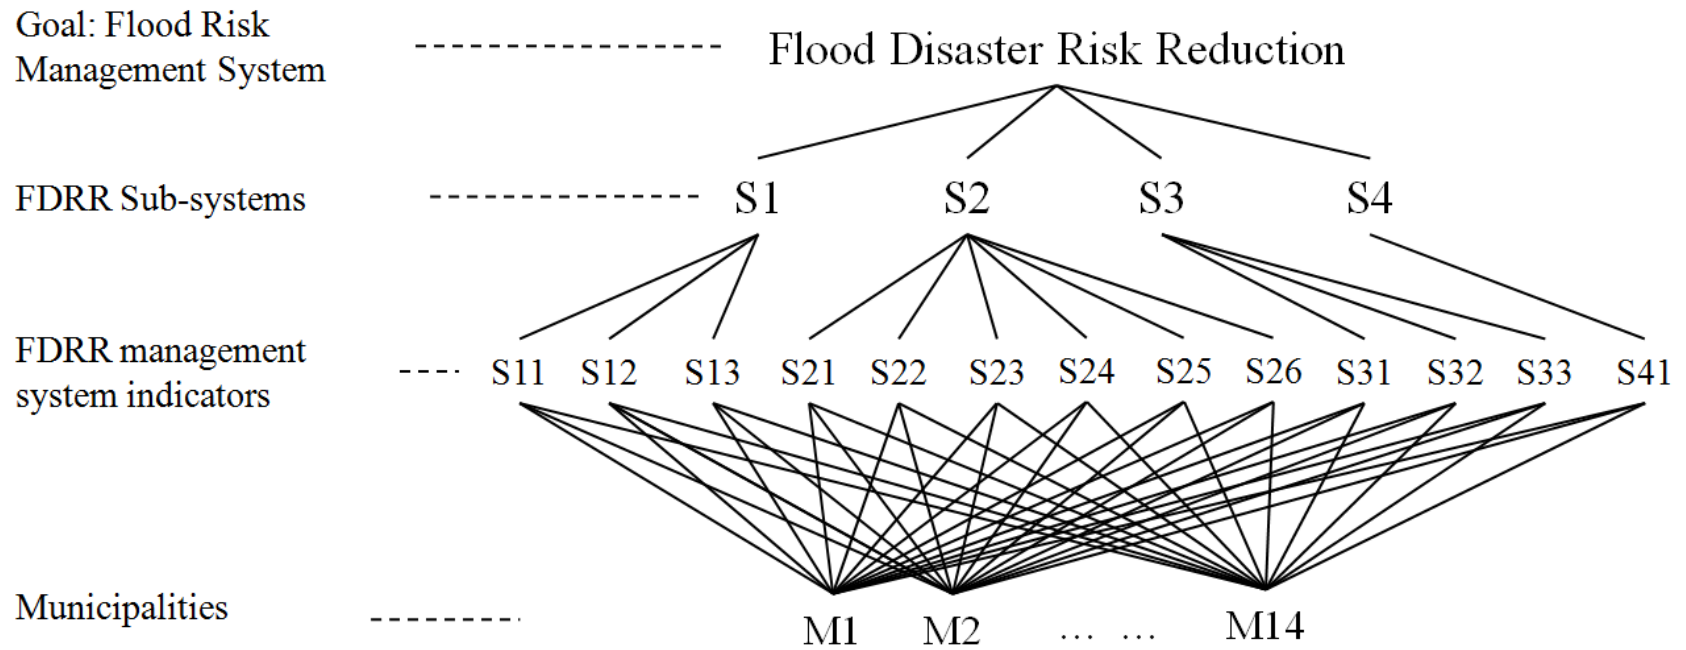 Goal: Flood Risk
Management System
Flood Disaster Risk Reduction
FDRR Sub-systems
S1 S2 S3 S4
FDRR management
system indicators
S11 S12 S13 S21 S22 S23 S24 S25 S26 S31 S32 S33 S41
Municipalities
M1 M2 ... ... M14